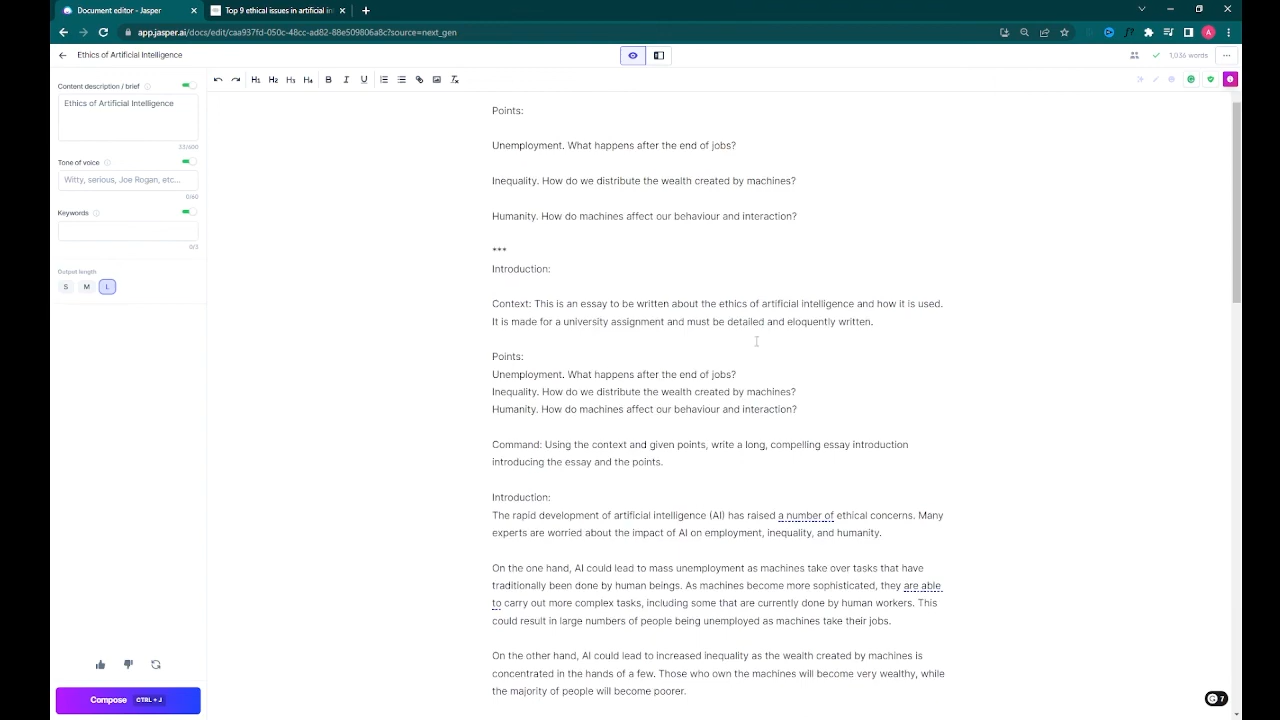 Document editor - Jasper
Top 9 ethical issues in artificial in
app.jasper.ai/docs/edit/caa937fd-050c-48cc-ad82-88e509806a8c?source=next_gen
A
Ethics of Artificial Intelligence
1,036 words
H1 H2 H3 H4 B I U
Content description / brief
Ethics of Artificial Intelligence
33/600
Tone of voice
Witty, serious, Joe Rogan, etc...
0/60
Keywords
0/3
Output length
S M L
Compose CTRL + J
Points:
Unemployment. What happens after the end of jobs?
Inequality. How do we distribute the wealth created by machines?
Humanity. How do machines affect our behaviour and interaction?
***
Introduction:
Context: This is an essay to be written about the ethics of artificial intelligence and how it is used.
It is made for a university assignment and must be detailed and eloquently written.
Points:
Unemployment. What happens after the end of jobs?
Inequality. How do we distribute the wealth created by machines?
Humanity. How do machines affect our behaviour and interaction?
Command: Using the context and given points, write a long, compelling essay introduction
introducing the essay and the points.
Introduction:
The rapid development of artificial intelligence (AI) has raised a number of ethical concerns. Many
experts are worried about the impact of AI on employment, inequality, and humanity.
On the one hand, AI could lead to mass unemployment as machines take over tasks that have
traditionally been done by human beings. As machines become more sophisticated, they are able
to carry out more complex tasks, including some that are currently done by human workers. This
could result in large numbers of people being unemployed as machines take their jobs.
On the other hand, AI could lead to increased inequality as the wealth created by machines is
concentrated in the hands of a few. Those who own the machines will become very wealthy, while
the majority of people will become poorer.
7